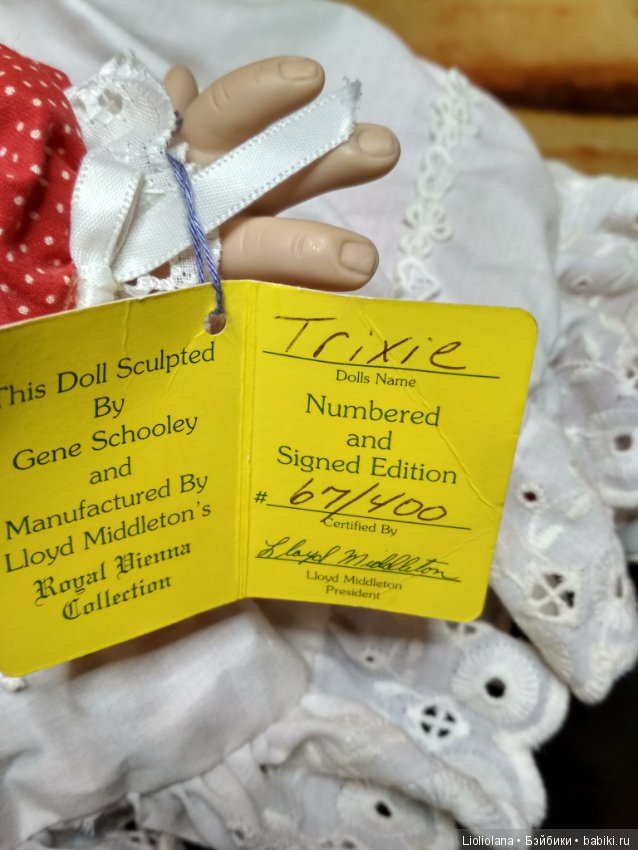 This Doll Sculpted
By
Gene Schooley
and
Manufactured By
Lloyd Middleton's
Royal Vienna
Collection
Trixie
Dolls Name
Numbered
and
Signed Edition
# 67/400
Certified By
Lloyd Middleton
Lloyd Middleton
President
Lioliolana • Бэйбики • babiki.ru